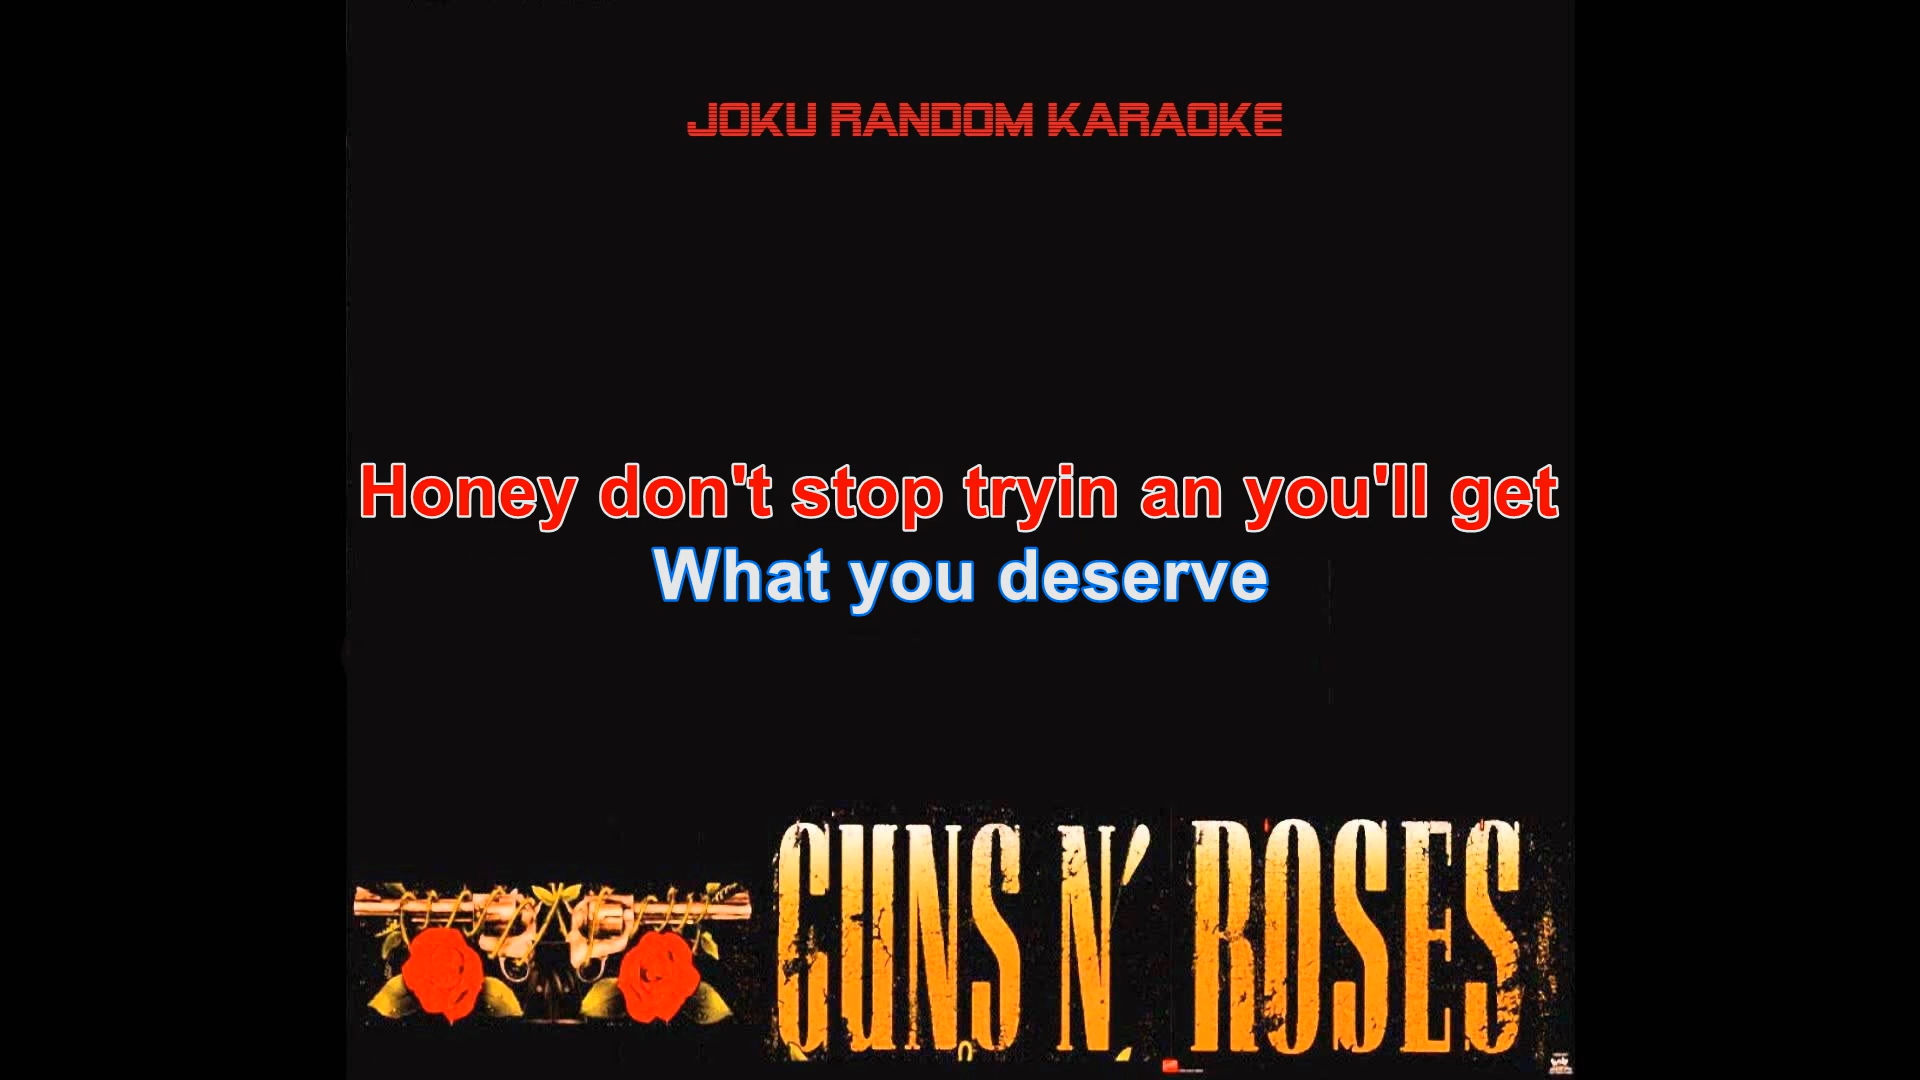 JOKU RANDOM KARAOKE
Honey don't stop tryin an you'll get
What you deserve
GUNS N' ROSES